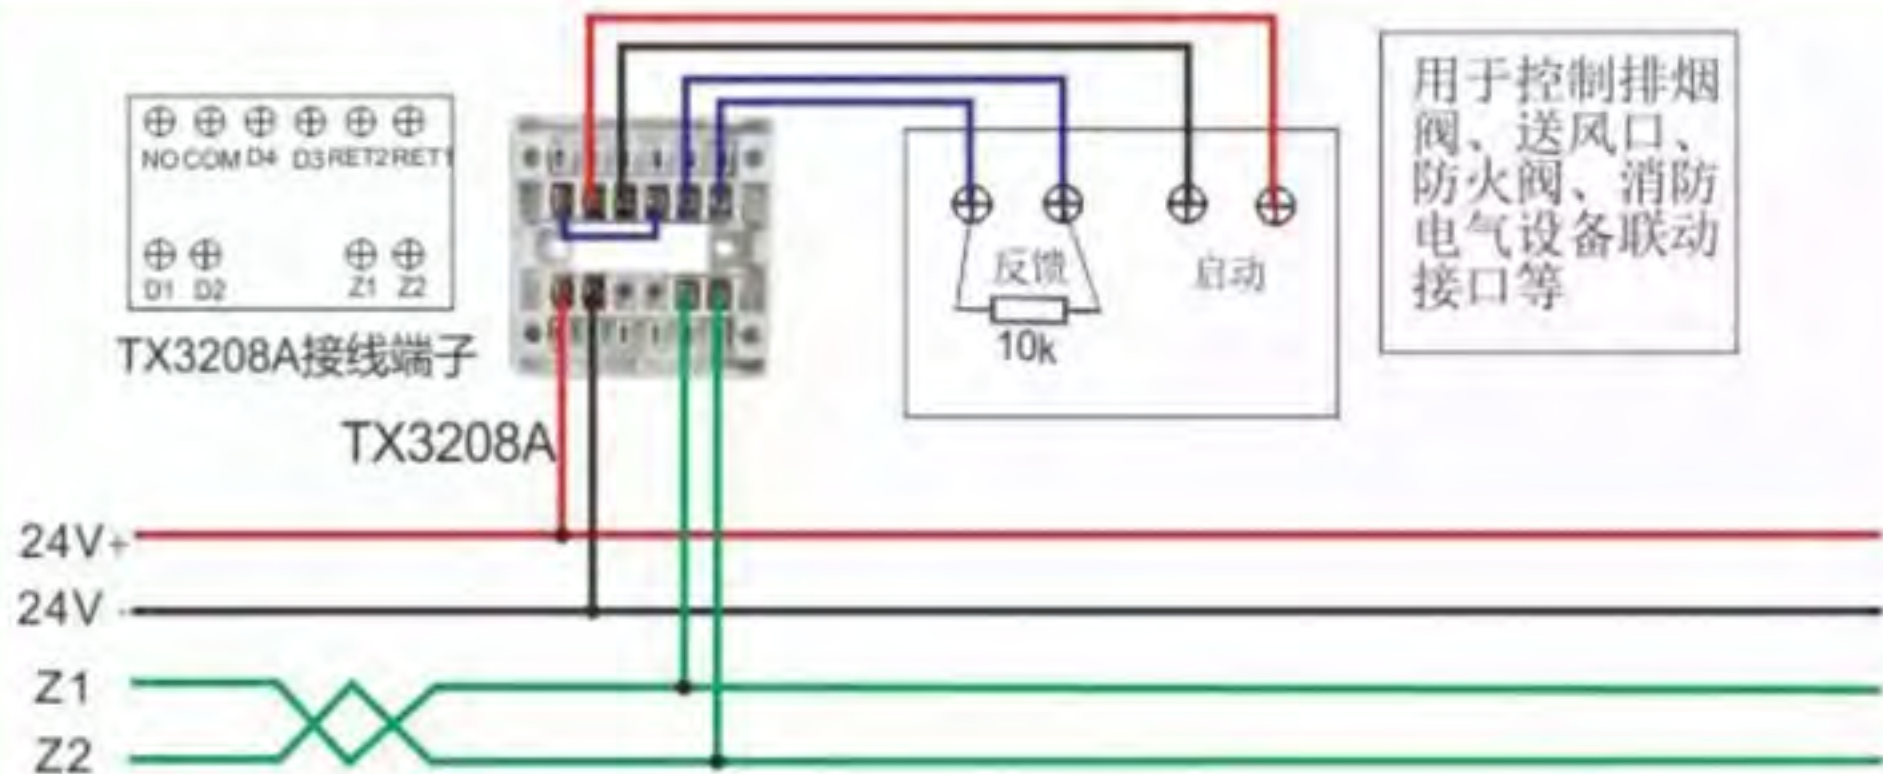 NO COM D4 D3 RET2 RET1
D1 D2 Z1 Z2
TX3208A接线端子
TX3208A
反馈
10k
启动
用于控制排烟
阀、送风口、
防火阀、消防
电气设备联动
接口等
24V+
24V -
Z1
Z2